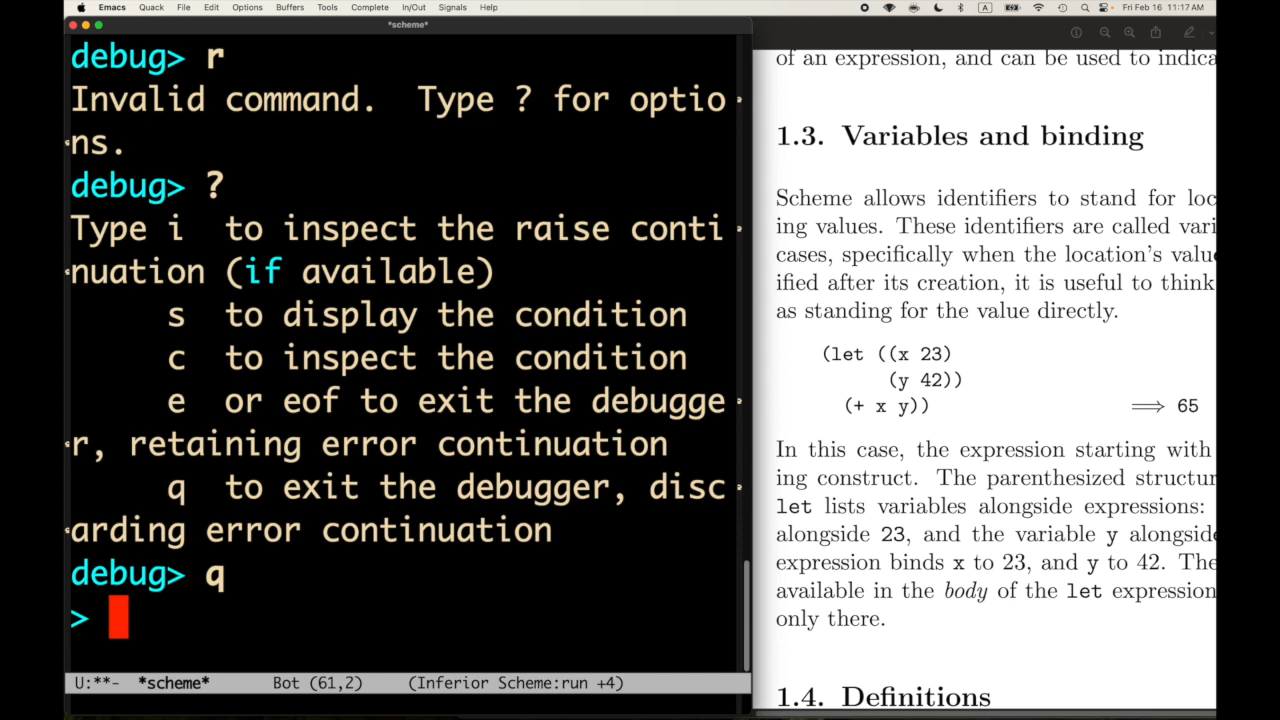 Emacs Quack File Edit Options Buffers Tools Complete In/Out Signals Help
A
Fri Feb 16 11:17 AM
*scheme*
debug> r
Invalid command.  Type ? for optio
ns.
debug> ?
Type i  to inspect the raise conti
nuation (if available)
s  to display the condition
c  to inspect the condition
e  or eof to exit the debugge
r, retaining error continuation
q  to exit the debugger, disc
arding error continuation
debug> q
>
U:**-  *scheme*      Bot (61,2)     (Inferior Scheme:run +4)
of an expression, and can be used to indica
1.3. Variables and binding
Scheme allows identifiers to stand for loc
ing values. These identifiers are called vari
cases, specifically when the location's valu
ified after its creation, it is useful to think
as standing for the value directly.
(let ((x 23)
(y 42))
(+ x y)) ⟹ 65
In this case, the expression starting with
ing construct. The parenthesized structur
let lists variables alongside expressions:
alongside 23, and the variable y alongside
expression binds x to 23, and y to 42. The
available in the body of the let expression
only there.
1.4. Definitions